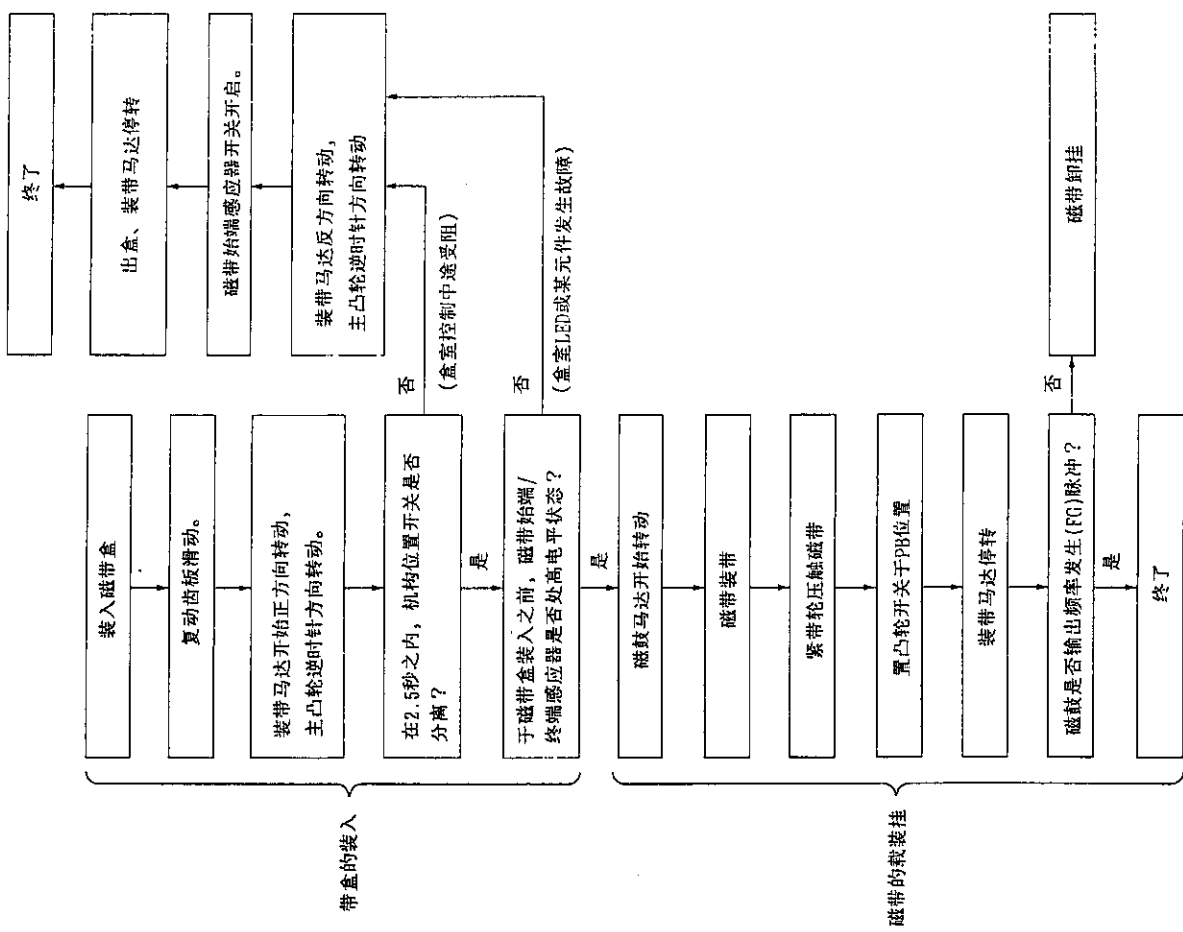 带盒的装入
装入磁带盒
复动齿板滑动。
装带马达开始正方向转动，
主凸轮逆时针方向转动。
在2.5秒之内，机构位置开关是否
分离？
否
(盒室控制中途受阻)
是
于磁带盒装入之前，磁带始端/
终端感应器是否处高电平状态？
否
(盒室LED或某元件发生故障)
是
装带马达反方向转动，
主凸轮逆时针方向转动
磁带始端感应器开关开启。
出盒、装带马达停转
终了
磁带的载装挂
磁鼓马达开始转动
磁带装带
紧带轮压触磁带
置凸轮开关于PB位置
装带马达停转
磁鼓是否输出频率发生(FG)脉冲？
否
磁带卸挂
是
终了